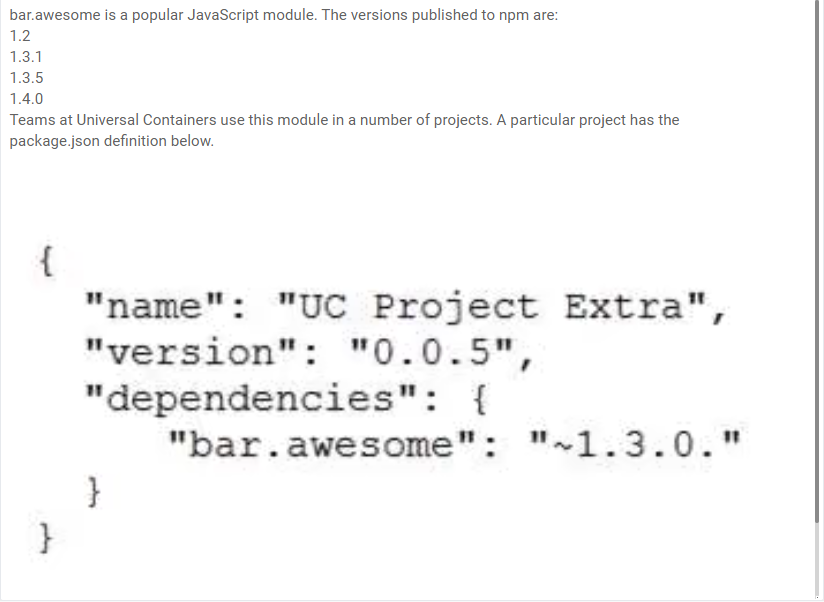 bar.awesome is a popular JavaScript module. The versions published to npm are:
1.2
1.3.1
1.3.5
1.4.0
Teams at Universal Containers use this module in a number of projects. A particular project has the
package.json definition below.
{
"name": "UC Project Extra",
"version": "0.0.5",
"dependencies": {
"bar.awesome": "~1.3.0."
}
}